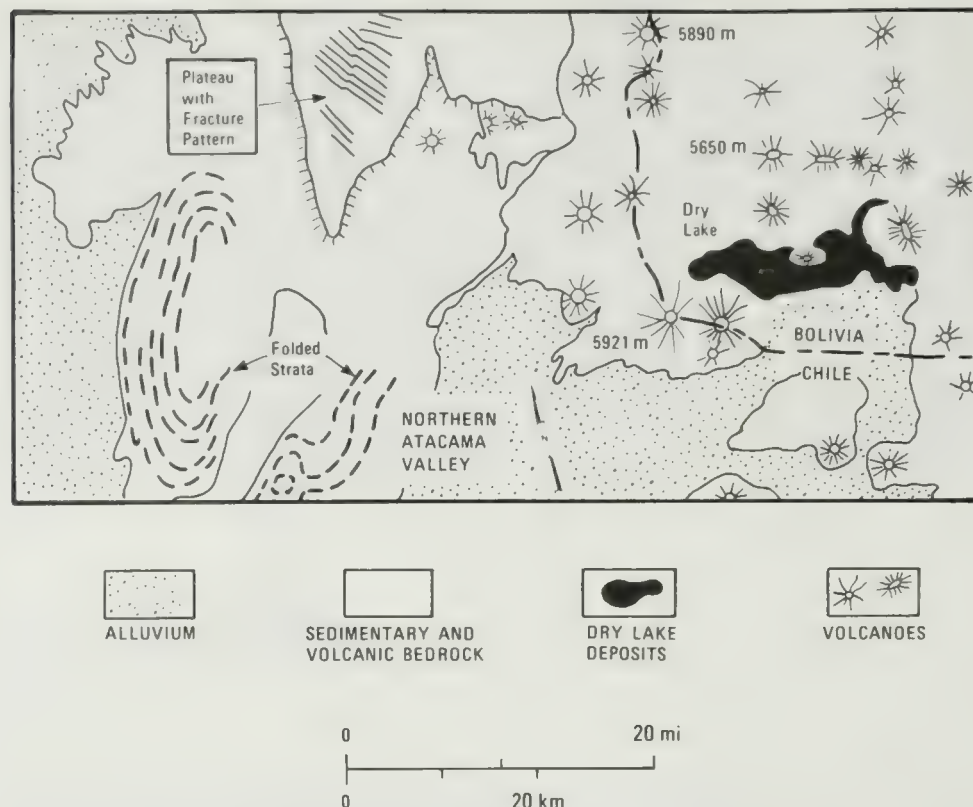 Plateau
with
Fracture
Pattern
5890 m
5650 m
Dry
Lake
5921 m
BOLIVIA
CHILE
Folded
Strata
NORTHERN
ATACAMA
VALLEY
ALLUVIUM
SEDIMENTARY AND
VOLCANIC BEDROCK
DRY LAKE
DEPOSITS
VOLCANOES
0 20 mi
0 20 km